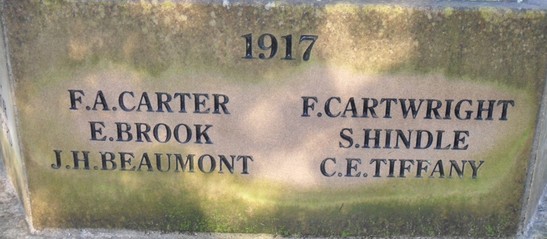 1917
F.A.CARTER
E.BROOK
J.H.BEAUMONT
F.CARTWRIGHT
S.HINDLE
C.E.TIFFANY